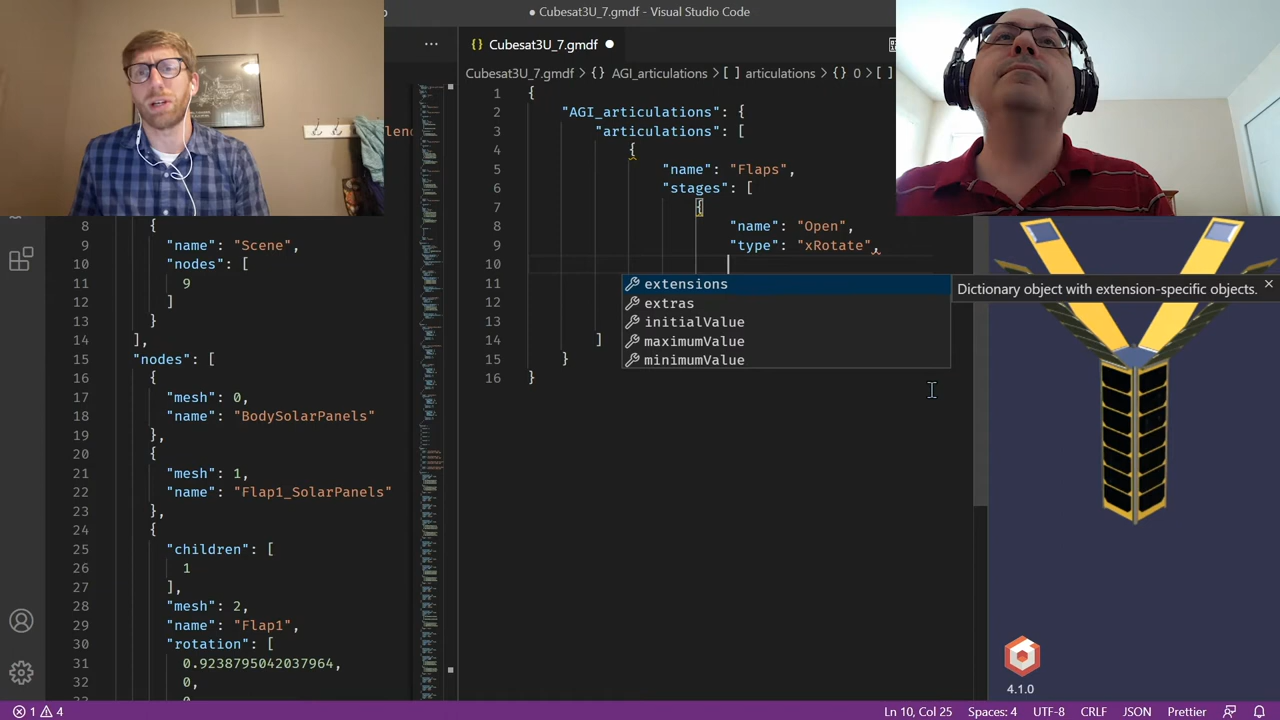 Cubesat3U_7.gmdf - Visual Studio Code
Cubesat3U_7.gmdf
Cubesat3U_7.gmdf > {} AGI_articulations > [ ] articulations > {} 0 > [ ]
8 {
9 "name": "Scene",
10 "nodes": [
11 9
12 ]
13 }
14 ],
15 "nodes": [
16 {
17 "mesh": 0,
18 "name": "BodySolarPanels"
19 },
20 {
21 "mesh": 1,
22 "name": "Flap1_SolarPanels"
23 },
24 {
25 "children": [
26 1
27 ],
28 "mesh": 2,
29 "name": "Flap1",
30 "rotation": [
31 0.9238795042037964,
32 0,
1 {
2 "AGI_articulations": {
3 "articulations": [
4 {
5 "name": "Flaps",
6 "stages": [
7 {
8 "name": "Open",
9 "type": "xRotate",
10
11
12
13
14 ]
15 }
16 }
extensions
extras
initialValue
maximumValue
minimumValue
Dictionary object with extension-specific objects.
4.1.0
1 4
Ln 10, Col 25
Spaces: 4
UTF-8
CRLF
JSON
Prettier